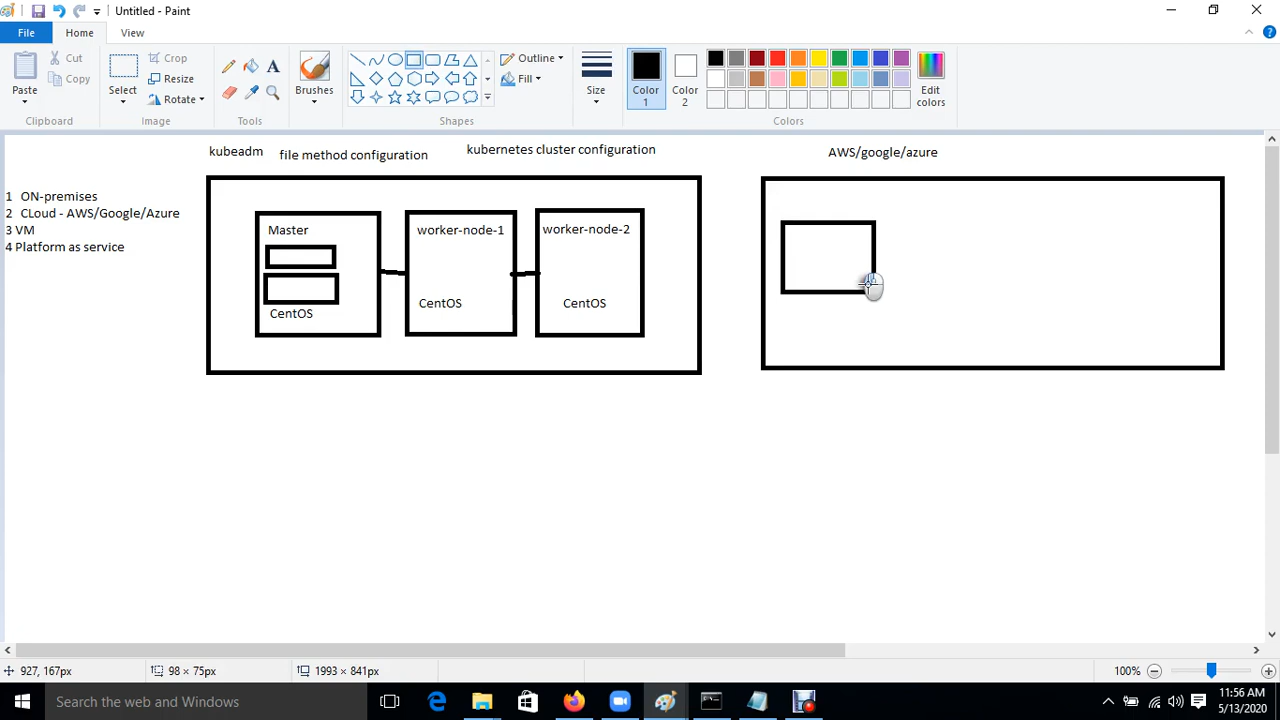 Untitled - Paint
File
Home
View
Paste
Cut
Copy
Clipboard
Select
Crop
Resize
Rotate
Image
A
Tools
Brushes
Outline
Fill
Shapes
Size
Color
1
Color
2
Edit
colors
Colors
kubeadm
file method configuration
kubernetes cluster configuration
AWS/google/azure
1 ON-premises
2 CLoud - AWS/Google/Azure
3 VM
4 Platform as service
Master
CentOS
worker-node-1
CentOS
worker-node-2
CentOS
927, 167px
98 × 75px
1993 × 841px
100%
Search the web and Windows
11:56 AM
5/13/2020